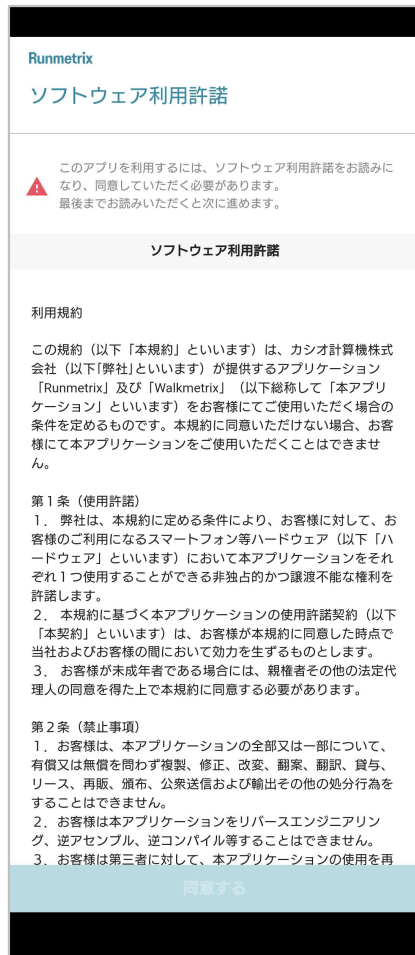 Runmetrix
ソフトウェア利用許諾
このアプリを利用するには、ソフトウェア利用許諾をお読みに
なり、同意していただく必要があります。
最後までお読みいただくと次に進めます。
ソフトウェア利用許諾
利用規約
この規約（以下「本規約」といいます）は、カシオ計算機株式
会社（以下「弊社」といいます）が提供するアプリケーション
「Runmetrix」及び「Walkmetrix」（以下総称して「本アプリ
ケーション」といいます）をお客様にてご使用いただく場合の
条件を定めるものです。本規約に同意いただけない場合、お客
様にて本アプリケーションをご使用いただくことはできませ
ん。
第１条（使用許諾）
１． 弊社は、本規約に定める条件により、お客様に対して、お
客様のご利用になるスマートフォン等ハードウェア（以下「ハ
ードウェア」といいます）において本アプリケーションをそれ
ぞれ１つ使用することができる非独占的かつ譲渡不能な権利を
許諾します。
２． 本規約に基づく本アプリケーションの使用許諾契約（以下
「本契約」といいます）は、お客様が本規約に同意した時点で
当社およびお客様の間において効力を生ずるものとします。
３． お客様が未成年者である場合には、親権者その他の法定代
理人の同意を得た上で本規約に同意する必要があります。
第２条（禁止事項）
１．お客様は、本アプリケーションの全部又は一部について、
有償又は無償を問わず複製、修正、改変、翻案、翻訳、貸与、
リース、再販、頒布、公衆送信および輸出その他の処分行為を
することはできません。
２．お客様は本アプリケーションをリバースエンジニアリン
グ、逆アセンブル、逆コンパイル等することはできません。
３．お客様は第三者に対して、本アプリケーションの使用を再
同意する